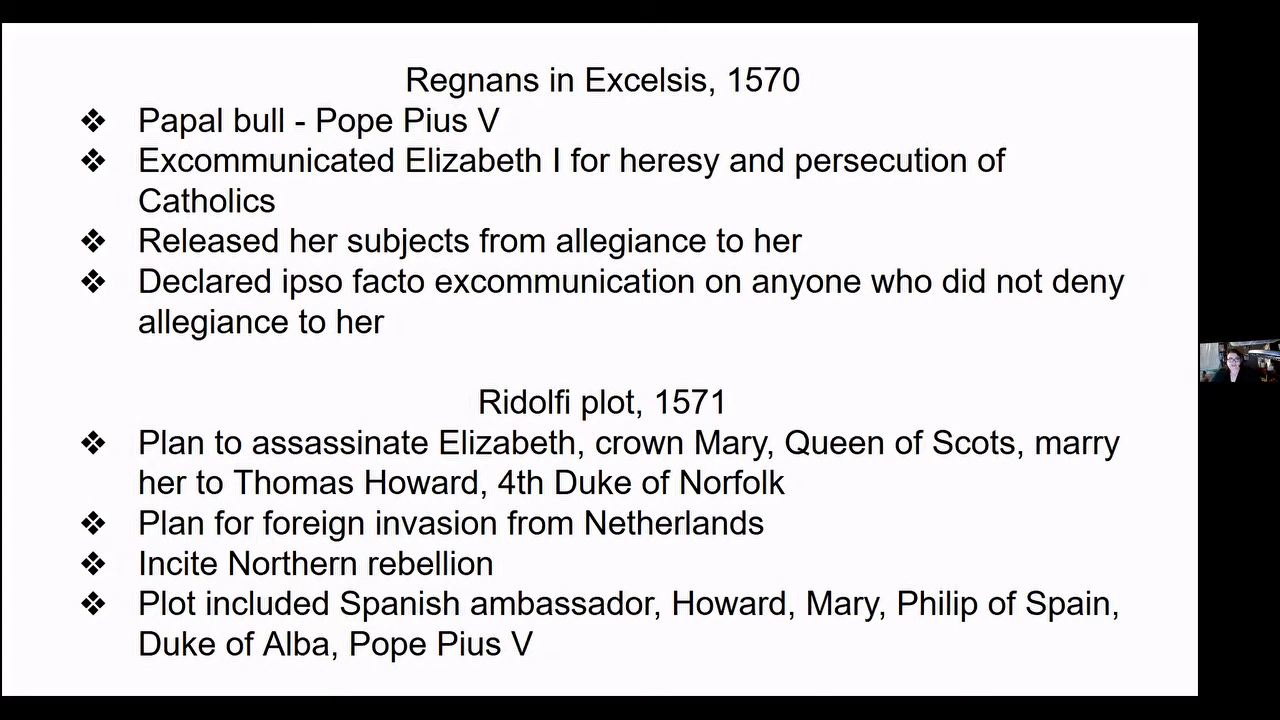 Regnans in Excelsis, 1570
❖ Papal bull - Pope Pius V
❖ Excommunicated Elizabeth I for heresy and persecution of
Catholics
❖ Released her subjects from allegiance to her
❖ Declared ipso facto excommunication on anyone who did not deny
allegiance to her
Ridolfi plot, 1571
❖ Plan to assassinate Elizabeth, crown Mary, Queen of Scots, marry
her to Thomas Howard, 4th Duke of Norfolk
❖ Plan for foreign invasion from Netherlands
❖ Incite Northern rebellion
❖ Plot included Spanish ambassador, Howard, Mary, Philip of Spain,
Duke of Alba, Pope Pius V